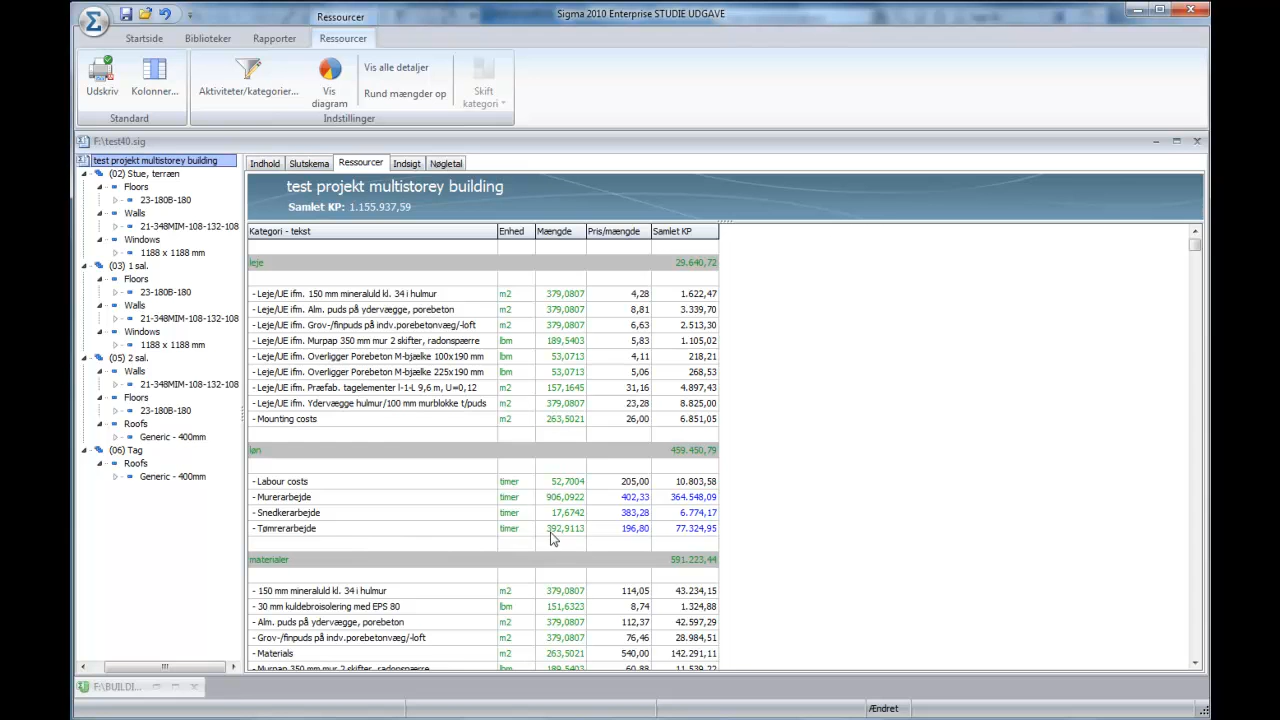 Ressourcer
Sigma 2010 Enterprise STUDIE UDGAVE
Startside Biblioteker Rapporter Ressourcer
Udskriv Kolonner... Aktiviteter/kategorier... Vis diagram Vis alle detaljer Rund mængder op Skift kategori
Standard Indstillinger
F:\test40.sig
test projekt multistorey building
(02) Stue, terræn
Floors
23-180B-180
Walls
21-348MIM-108-132-108
Windows
1188 x 1188 mm
(03) 1 sal.
Floors
23-180B-180
Walls
21-348MIM-108-132-108
Windows
1188 x 1188 mm
(05) 2 sal.
Walls
21-348MIM-108-132-108
Floors
23-180B-180
Roofs
Generic - 400mm
(06) Tag
Roofs
Generic - 400mm
Indhold Slutskema Ressourcer Indsigt Nøgletal
test projekt multistorey building
Samlet KP: 1.155.937,59
Kategori - tekst Enhed Mængde Pris/mængde Samlet KP
leje 29.640,72
- Leje/UE ifm. 150 mm mineraluld kl. 34 i hulmur m2 379,0807 4,28 1.622,47
- Leje/UE ifm. Alm. puds på ydervægge, porebeton m2 379,0807 8,81 3.339,70
- Leje/UE ifm. Grov-/finpuds på indv.porebetonvæg/-loft m2 379,0807 6,63 2.513,30
- Leje/UE ifm. Murpap 350 mm mur 2 skifter, radonspærre lbm 189,5403 5,83 1.105,02
- Leje/UE ifm. Overligger Porebeton M-bjælke 100x190 mm lbm 53,0713 4,11 218,21
- Leje/UE ifm. Overligger Porebeton M-bjælke 225x190 mm lbm 53,0713 5,06 268,53
- Leje/UE ifm. Præfab. tagelementer l-1-L 9,6 m, U=0,12 m2 157,1645 31,16 4.897,43
- Leje/UE ifm. Ydervægge hulmur/100 mm murblokke t/puds m2 379,0807 23,28 8.825,00
- Mounting costs m2 263,5021 26,00 6.851,05
løn 459.450,79
- Labour costs timer 52,7004 205,00 10.803,58
- Murerarbejde timer 906,0922 402,33 364.548,09
- Snedkerarbejde timer 17,6742 383,28 6.774,17
- Tømrerarbejde timer 392,9113 196,80 77.324,95
materialer 591.223,44
- 150 mm mineraluld kl. 34 i hulmur m2 379,0807 114,05 43.234,15
- 30 mm kuldebroisolering med EPS 80 lbm 151,6323 8,74 1.324,88
- Alm. puds på ydervægge, porebeton m2 379,0807 112,37 42.597,29
- Grov-/finpuds på indv.porebetonvæg/-loft m2 379,0807 76,46 28.984,51
- Materials m2 263,5021 540,00 142.291,11
- Murpap 350 mm mur 2 skifter, radonspærre lbm 189,5403 60,88 11.539,22
F:\BUILDI...
Ændret